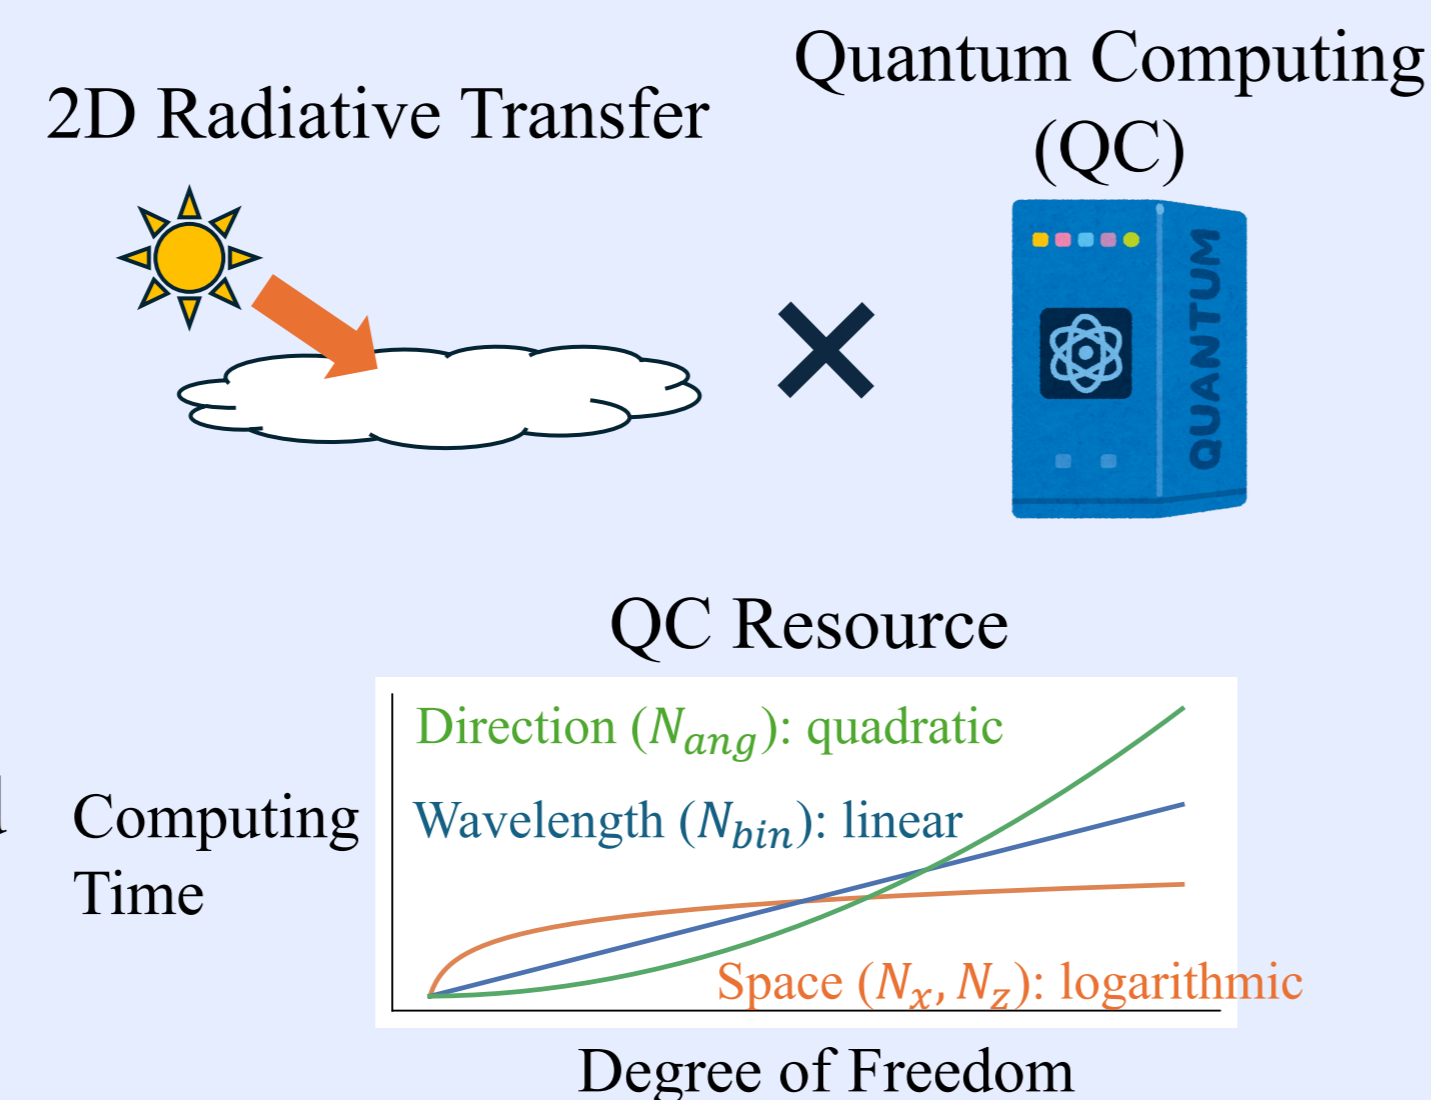 2D Radiative Transfer
Quantum Computing
(QC)
QUANTUM
QC Resource
Direction (N_ang): quadratic
Wavelength (N_bin): linear
Space (N_x, N_z): logarithmic
Computing
Time
Degree of Freedom